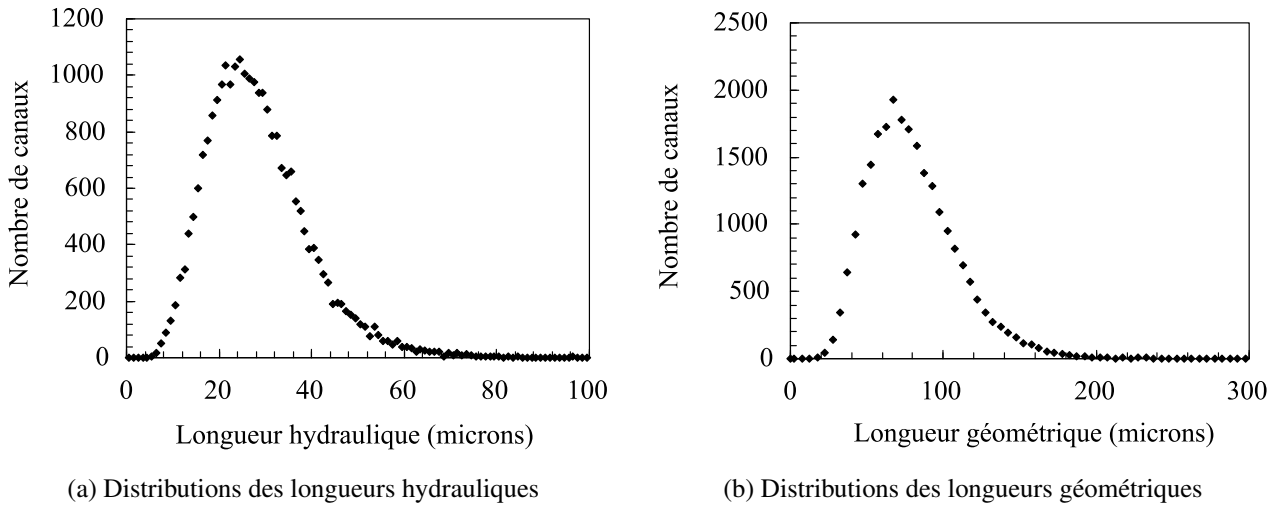 1200
1000
800
600
400
200
0
Nombre de canaux
0 20 40 60 80 100
Longueur hydraulique (microns)
(a) Distributions des longueurs hydrauliques
2500
2000
1500
1000
500
0
Nombre de canaux
0 100 200 300
Longueur géométrique (microns)
(b) Distributions des longueurs géométriques